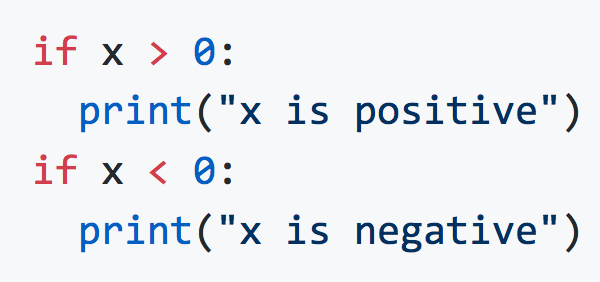 if x > 0:
  print("x is positive")
if x < 0:
  print("x is negative")